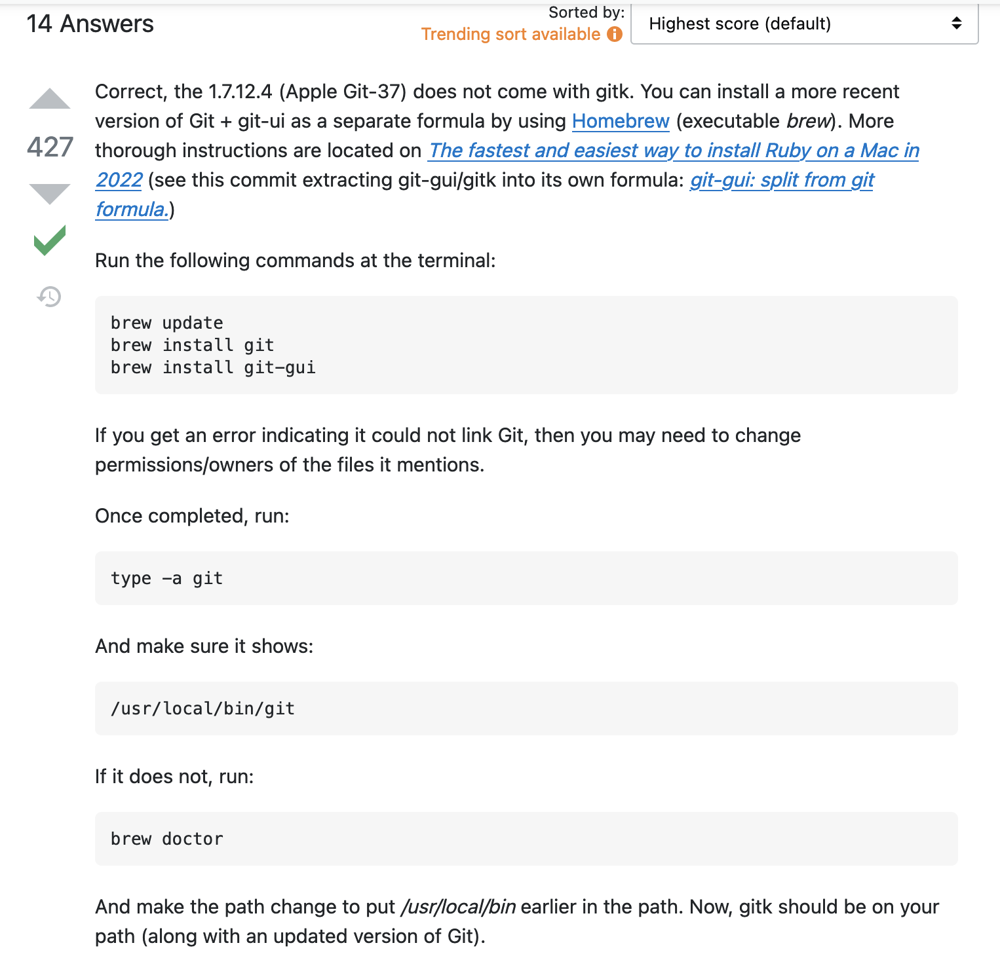 14 Answers
Sorted by:
Trending sort available
Highest score (default)
427
Correct, the 1.7.12.4 (Apple Git-37) does not come with gitk. You can install a more recent
version of Git + git-ui as a separate formula by using Homebrew (executable brew). More
thorough instructions are located on The fastest and easiest way to install Ruby on a Mac in
2022 (see this commit extracting git-gui/gitk into its own formula: git-gui: split from git
formula.)
Run the following commands at the terminal:
brew update
brew install git
brew install git-gui
If you get an error indicating it could not link Git, then you may need to change
permissions/owners of the files it mentions.
Once completed, run:
type -a git
And make sure it shows:
/usr/local/bin/git
If it does not, run:
brew doctor
And make the path change to put /usr/local/bin earlier in the path. Now, gitk should be on your
path (along with an updated version of Git).